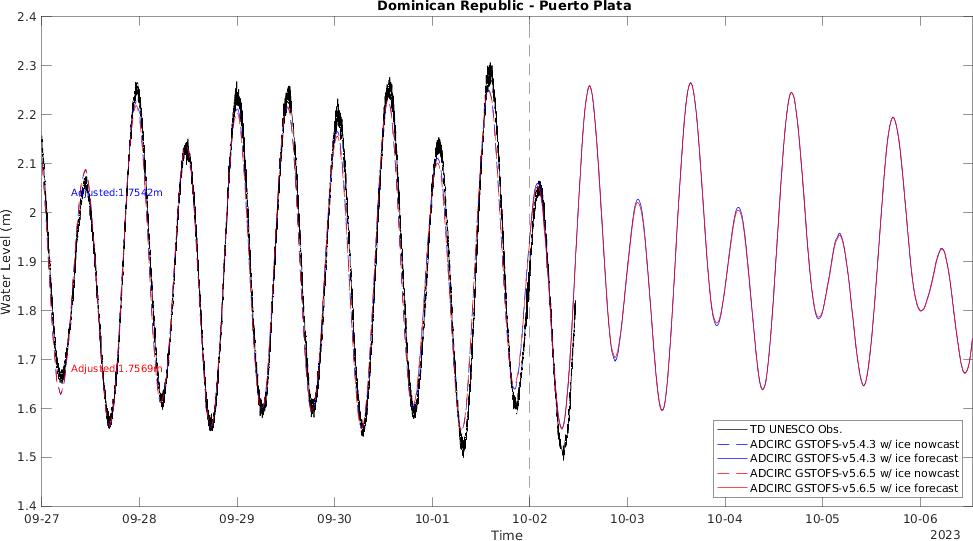 Dominican Republic - Puerto Plata
2.4
2.3
2.2
2.1
2
1.9
1.8
1.7
1.6
1.5
1.4
Water Level (m)
Adjusted:1.7542m
Adjusted:1.7569m
TD UNESCO Obs.
ADCIRC GSTOFS-v5.4.3 w/ ice nowcast
ADCIRC GSTOFS-v5.4.3 w/ ice forecast
ADCIRC GSTOFS-v5.6.5 w/ ice nowcast
ADCIRC GSTOFS-v5.6.5 w/ ice forecast
09-27 09-28 09-29 09-30 10-01 10-02 10-03 10-04 10-05 10-06
Time
2023